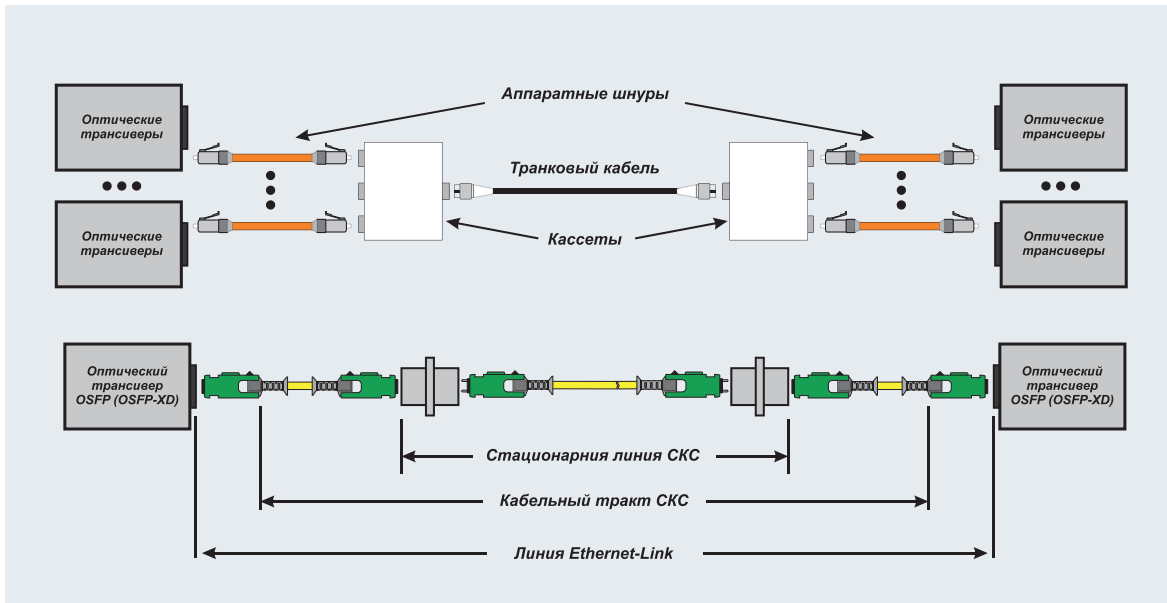 Аппаратные шнуры
Оптические
трансиверы
Оптические
трансиверы
Транковый кабель
Оптические
трансиверы
Кассеты
Оптические
трансиверы
Оптический
трансивер
OSFP (OSFP-XD)
Оптический
трансивер
OSFP (OSFP-XD)
Стационарния линия СКС
Кабельный тракт СКС
Линия Ethernet-Link